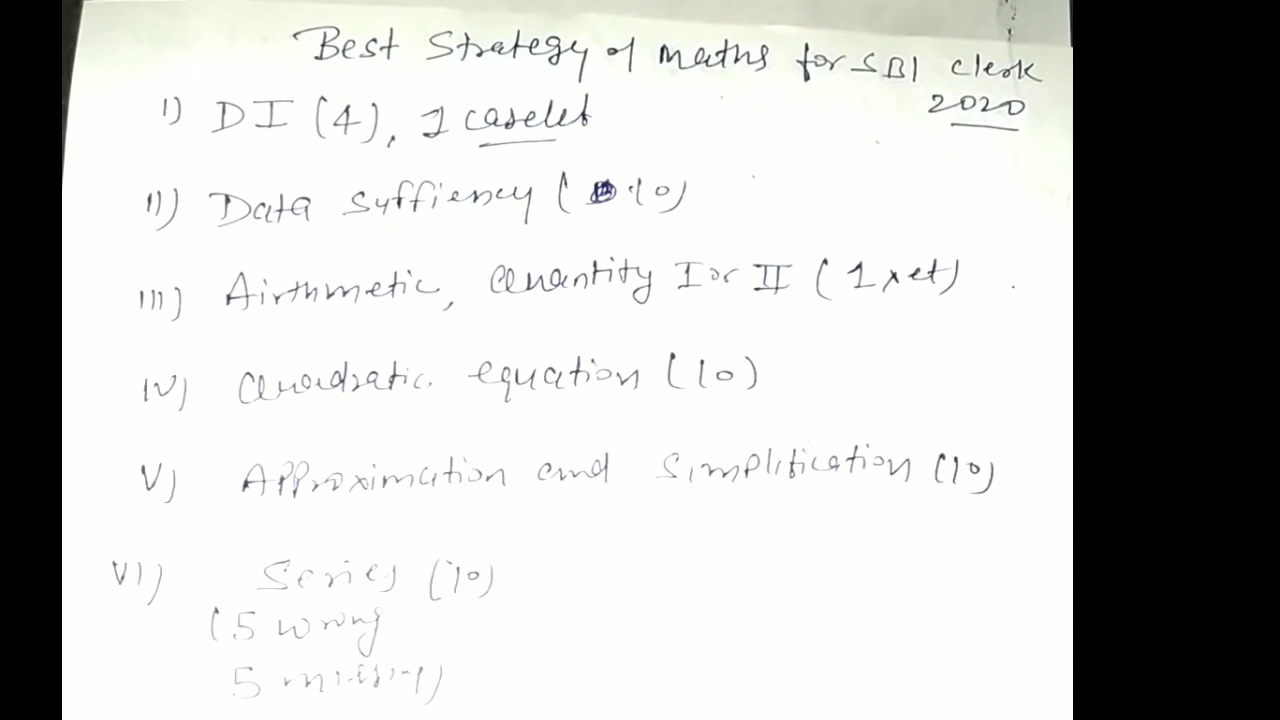 Best Strategy of Maths for SBI Clerk
2020
I) DI (4), 1 caselet
II) Data suffiency (10)
III) Airthmetic, Quantity I or II (1 set)
IV) Quadratic equation (10)
V) Approximation and Simplification (10)
VI) Series (10)
(5 wrong
5 missing)